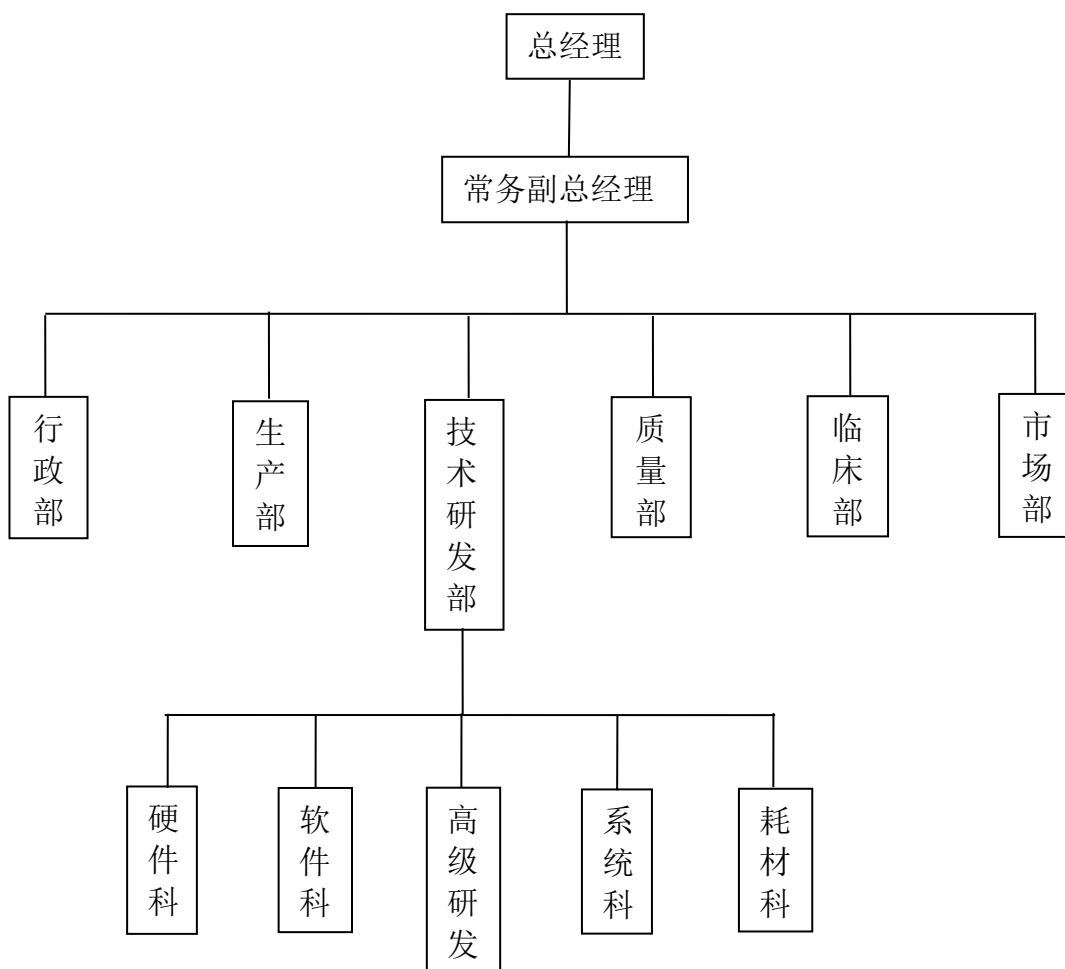 总经理
常务副总经理
行政部
生产部
技术研发部
质量部
临床部
市场部
硬件科
软件科
高级研发
系统科
耗材科